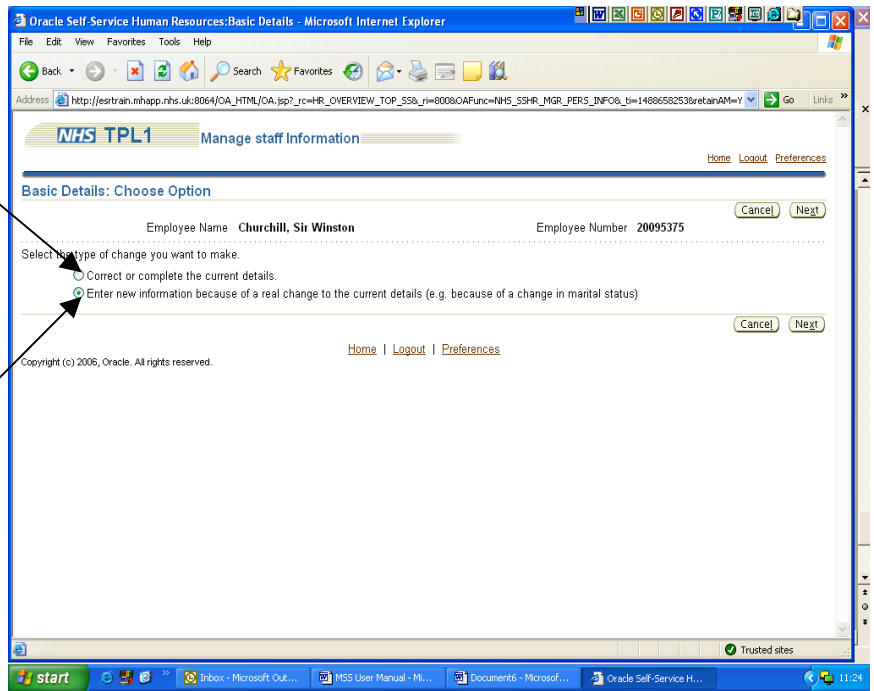 Oracle Self-Service Human Resources:Basic Details - Microsoft Internet Explorer
File Edit View Favorites Tools Help
Back Search Favorites
Address http://esrtrain.mhapp.nhs.uk:8064/OA_HTML/OA.jsp?_rc=HR_OVERVIEW_TOP_SS&_ri=800&OAFunc=NHS_SSHR_MGR_PERS_INFO&_ti=1488658253&retainAM=Y Go Links »
NHS TPL1 Manage staff Information
Home Logout Preferences
Basic Details: Choose Option
Cancel Next
Employee Name Churchill, Sir Winston Employee Number 20095375
Select the type of change you want to make.
Correct or complete the current details.
Enter new information because of a real change to the current details (e.g. because of a change in marital status)
Cancel Next
Home | Logout | Preferences
Copyright (c) 2006, Oracle. All rights reserved.
Trusted sites
start » Inbox - Microsoft Out... MSS User Manual - Mi... Document6 - Microsof... Oracle Self-Service H... 11:24